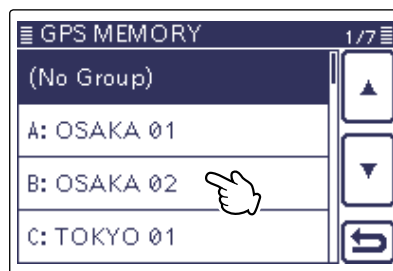 GPS MEMORY 1/7
(No Group)
A: OSAKA 01
B: OSAKA 02
C: TOKYO 01